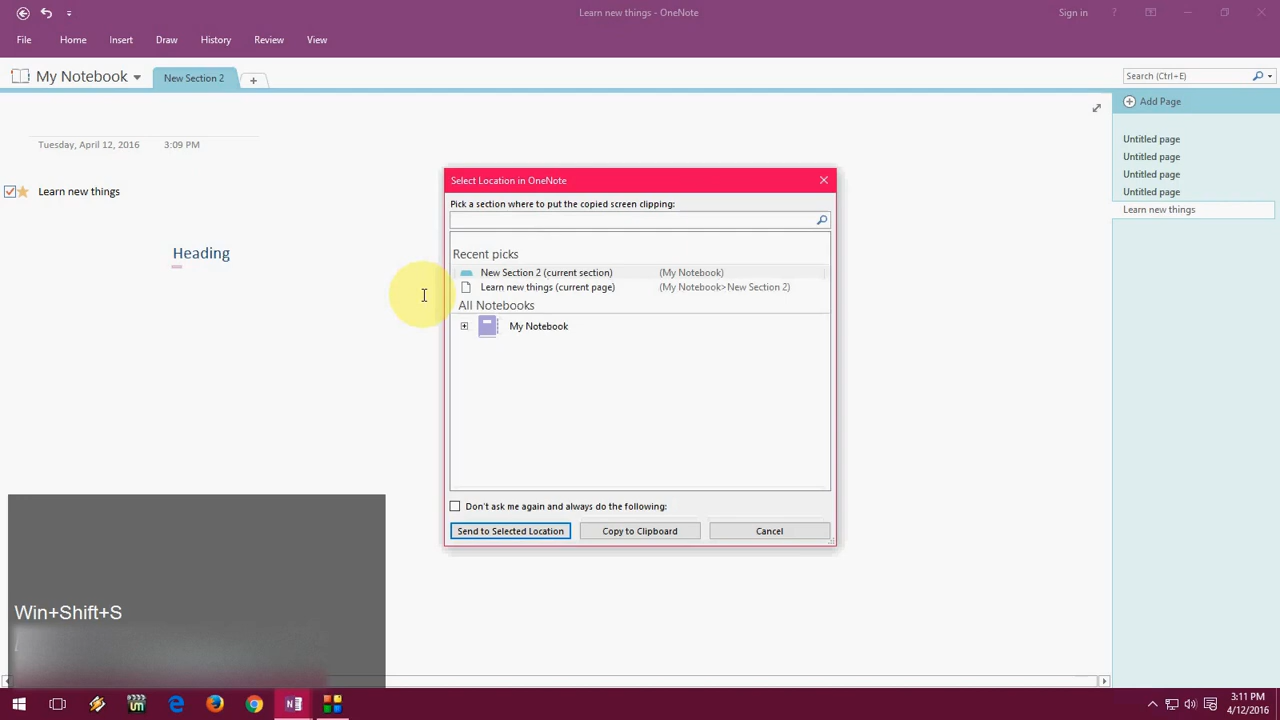 Learn new things - OneNote
Sign in
?
File
Home
Insert
Draw
History
Review
View
My Notebook
New Section 2
+
Search (Ctrl+E)
Add Page
Tuesday, April 12, 2016
3:09 PM
Learn new things
Heading
Untitled page
Untitled page
Untitled page
Untitled page
Learn new things
Select Location in OneNote
Pick a section where to put the copied screen clipping:
Recent picks
New Section 2 (current section) (My Notebook)
Learn new things (current page) (My Notebook>New Section 2)
All Notebooks
My Notebook
Don't ask me again and always do the following:
Send to Selected Location
Copy to Clipboard
Cancel
Win+Shift+S
3:11 PM
4/12/2016